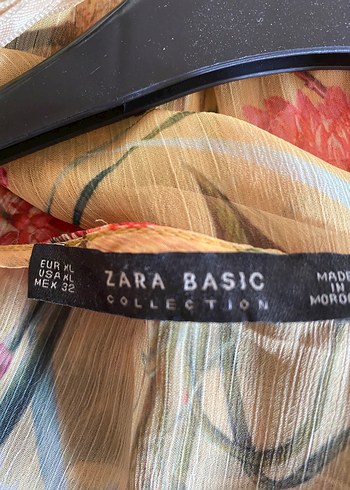 EUR XL
USA XL
MEX 32
ZARA BASIC
COLLECTION
MADE
IN